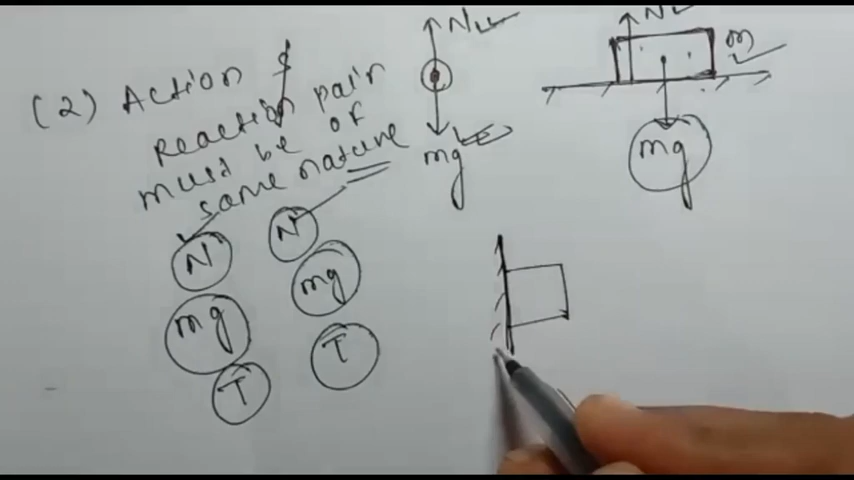 (2) Action &
reaction pair
must be of
same nature
N N
mg mg
T T
N
mg
N
m
mg